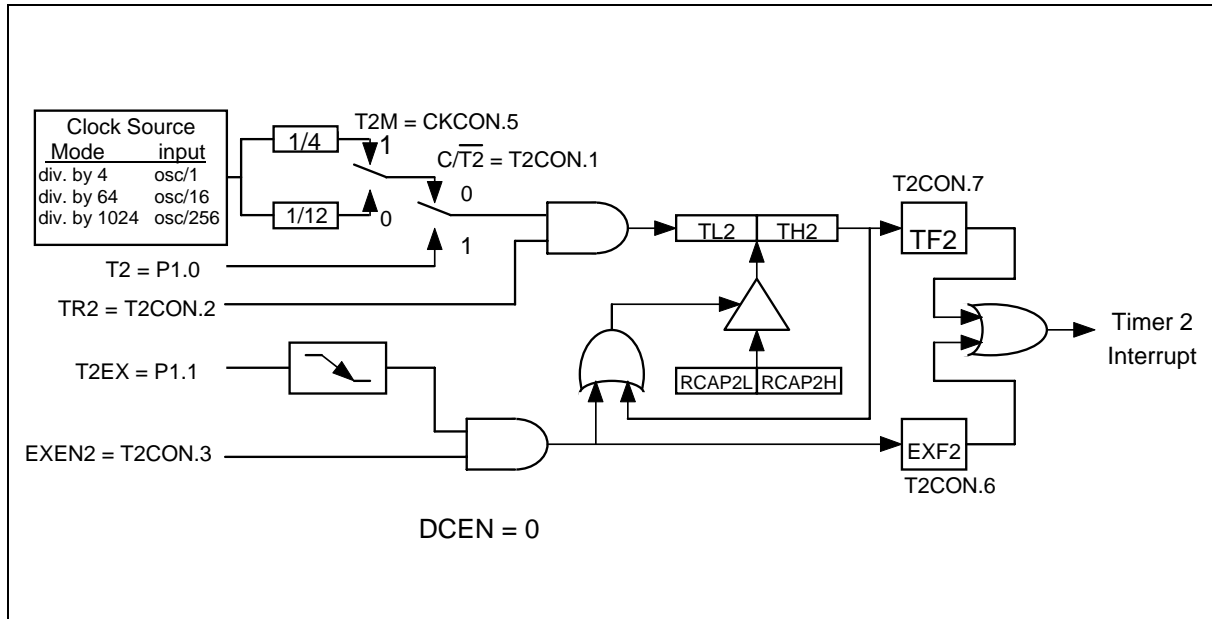 Clock Source
Mode input
div. by 4 osc/1
div. by 64 osc/16
div. by 1024 osc/256
1/4
1/12
T2M = CKCON.5
1
0
C/T2 = T2CON.1
0
1
T2 = P1.0
TR2 = T2CON.2
T2EX = P1.1
EXEN2 = T2CON.3
TL2 TH2
RCAP2L RCAP2H
T2CON.7
TF2
EXF2
T2CON.6
Timer 2
Interrupt
DCEN = 0